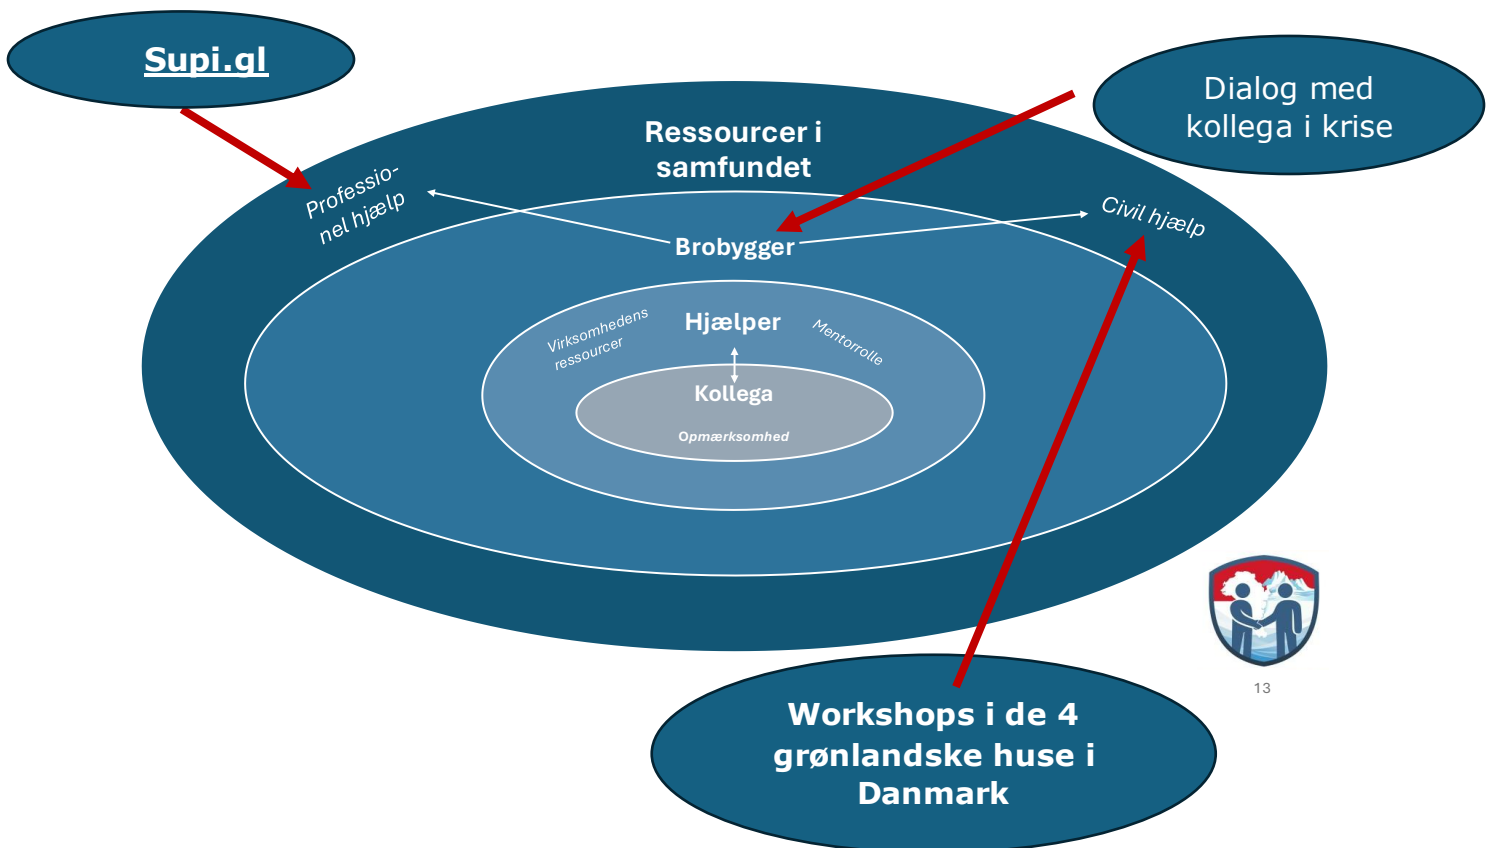 Supi.gl
Dialog med
kollega i krise
Ressourcer i
samfundet
Professio-
nel hjælp
Civil hjælp
Brobygger
Virksomhedens
ressourcer
Hjælper
Mentorrolle
Kollega
Opmærksomhed
13
Workshops i de 4
grønlandske huse i
Danmark